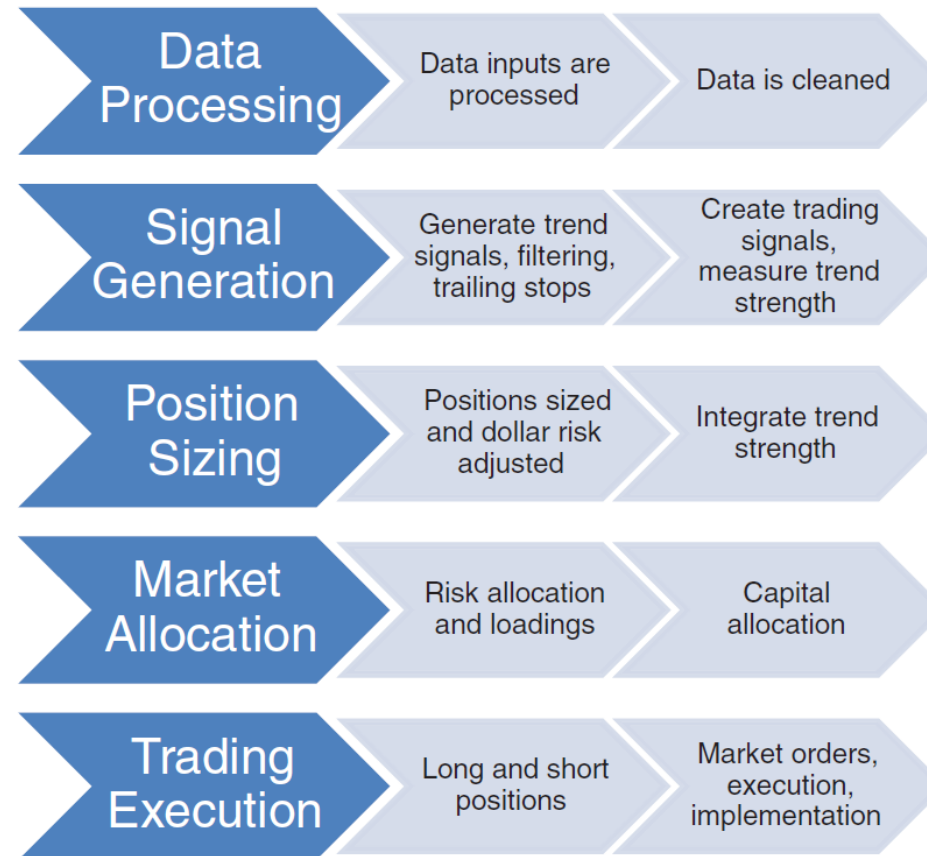 Data
Processing
Data inputs are
processed
Data is cleaned
Signal
Generation
Generate trend
signals, filtering,
trailing stops
Create trading
signals,
measure trend
strength
Position
Sizing
Positions sized
and dollar risk
adjusted
Integrate trend
strength
Market
Allocation
Risk allocation
and loadings
Capital
allocation
Trading
Execution
Long and short
positions
Market orders,
execution,
implementation